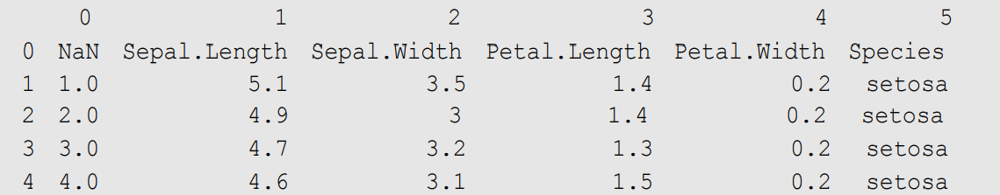 0 1 2 3 4 5
0 NaN Sepal.Length Sepal.Width Petal.Length Petal.Width Species
1 1.0 5.1 3.5 1.4 0.2 setosa
2 2.0 4.9 3 1.4 0.2 setosa
3 3.0 4.7 3.2 1.3 0.2 setosa
4 4.0 4.6 3.1 1.5 0.2 setosa